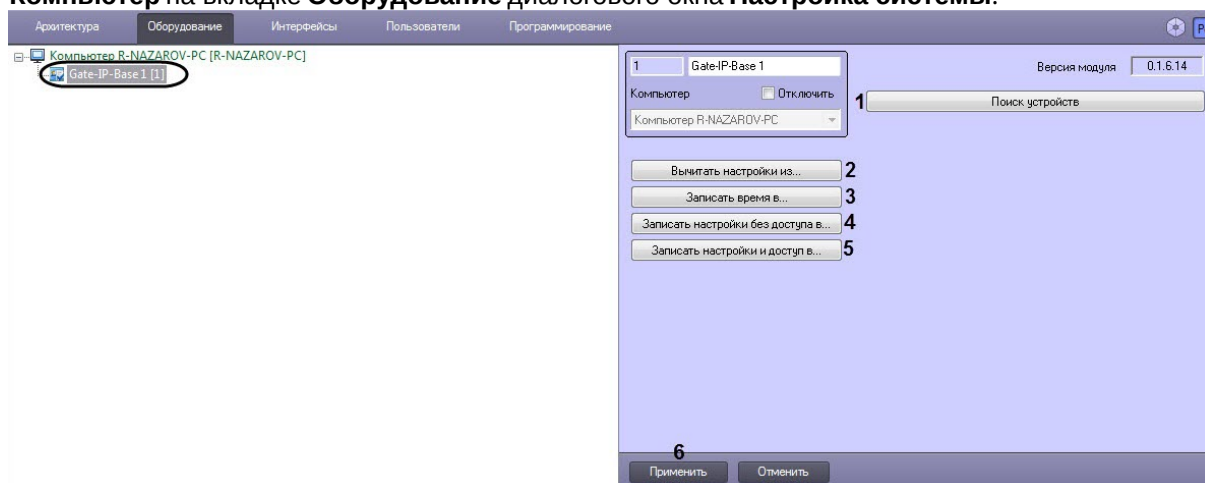 Компьютер на вкладке Оборудование диалогового окна Настройка системы.
Архитектура Оборудование Интерфейсы Пользователи Программирование
Компьютер R-NAZAROV-PC [R-NAZAROV-PC]
Gate-IP-Base 1 [1]
1 Gate-IP-Base 1
Версия модуля 0.1.6.14
Компьютер Отключить
1 Поиск устройств
Компьютер R-NAZAROV-PC
Вычитать настройки из... 2
Записать время в... 3
Записать настройки без доступа в... 4
Записать настройки и доступ в... 5
6
Применить Отменить